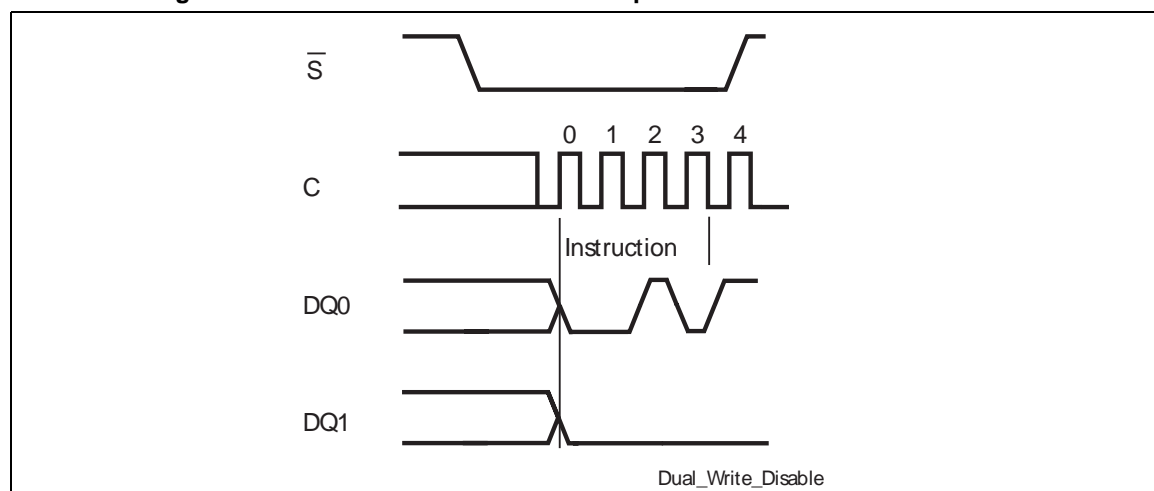 S̅
0 1 2 3 4
C
Instruction
DQ0
DQ1
Dual_Write_Disable